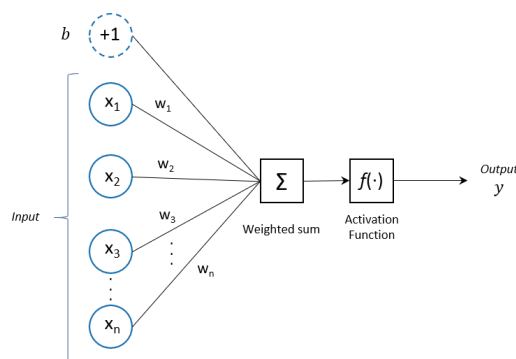 b +1
x1 w1
x2 w2
Input
w3
x3
wn
xn
Σ
Weighted sum
f(·)
Activation
Function
Output
y